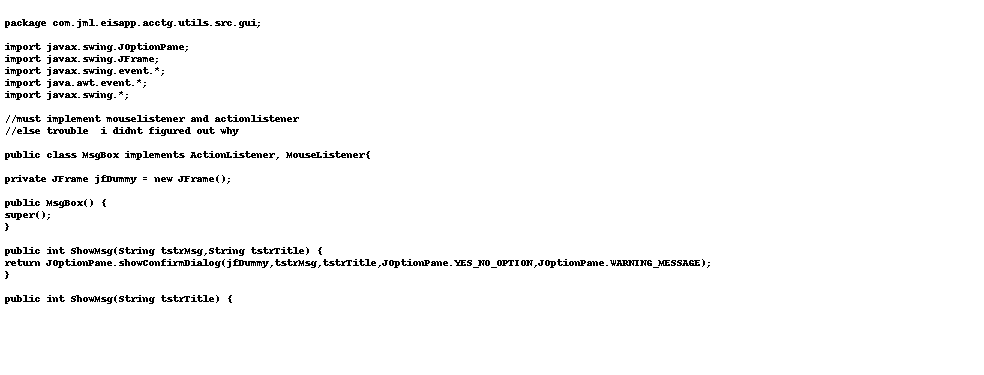 package com.jml.eisapp.acctg.utils.src.gui;
import javax.swing.JOptionPane;
import javax.swing.JFrame;
import javax.swing.event.*;
import java.awt.event.*;
import javax.swing.*;
//must implement mouselistener and actionlistener
//else trouble  i didnt figured out why
public class MsgBox implements ActionListener, MouseListener{
private JFrame jfDummy = new JFrame();
public MsgBox() {
super();
}
public int ShowMsg(String tstrMsg,String tstrTitle) {
return JOptionPane.showConfirmDialog(jfDummy,tstrMsg,tstrTitle,JOptionPane.YES_NO_OPTION,JOptionPane.WARNING_MESSAGE);
}
public int ShowMsg(String tstrTitle) {